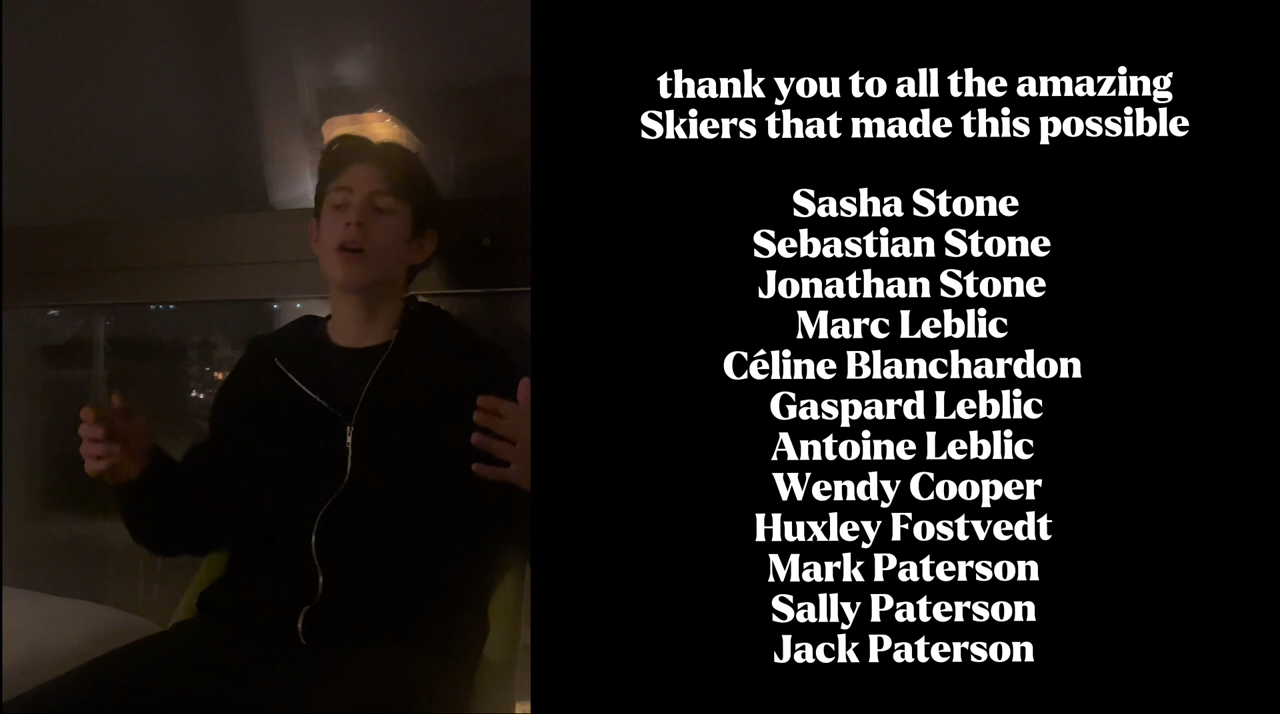 thank you to all the amazing
Skiers that made this possible
Sasha Stone
Sebastian Stone
Jonathan Stone
Marc Leblic
Céline Blanchardon
Gaspard Leblic
Antoine Leblic
Wendy Cooper
Huxley Fostvedt
Mark Paterson
Sally Paterson
Jack Paterson